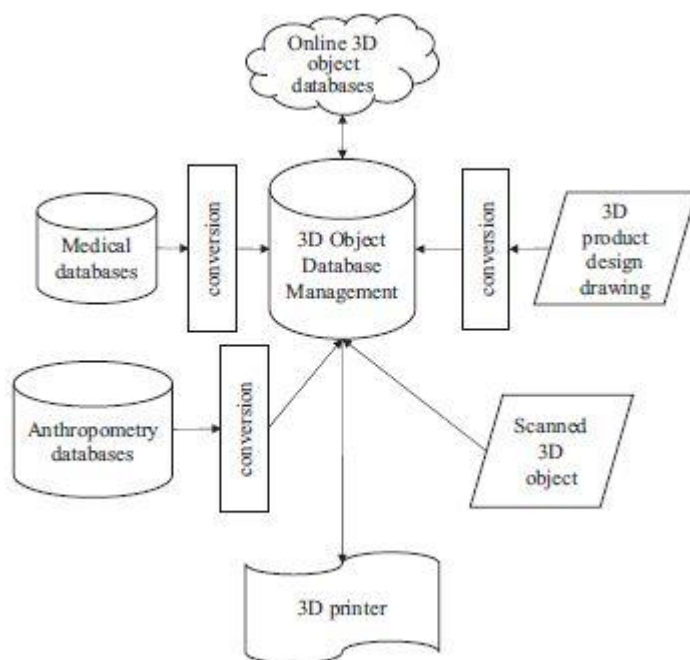 Online 3D
object
databases
Medical
databases
conversion
3D Object
Database
Management
conversion
3D
product
design
drawing
Anthropometry
databases
conversion
Scanned
3D
object
3D printer